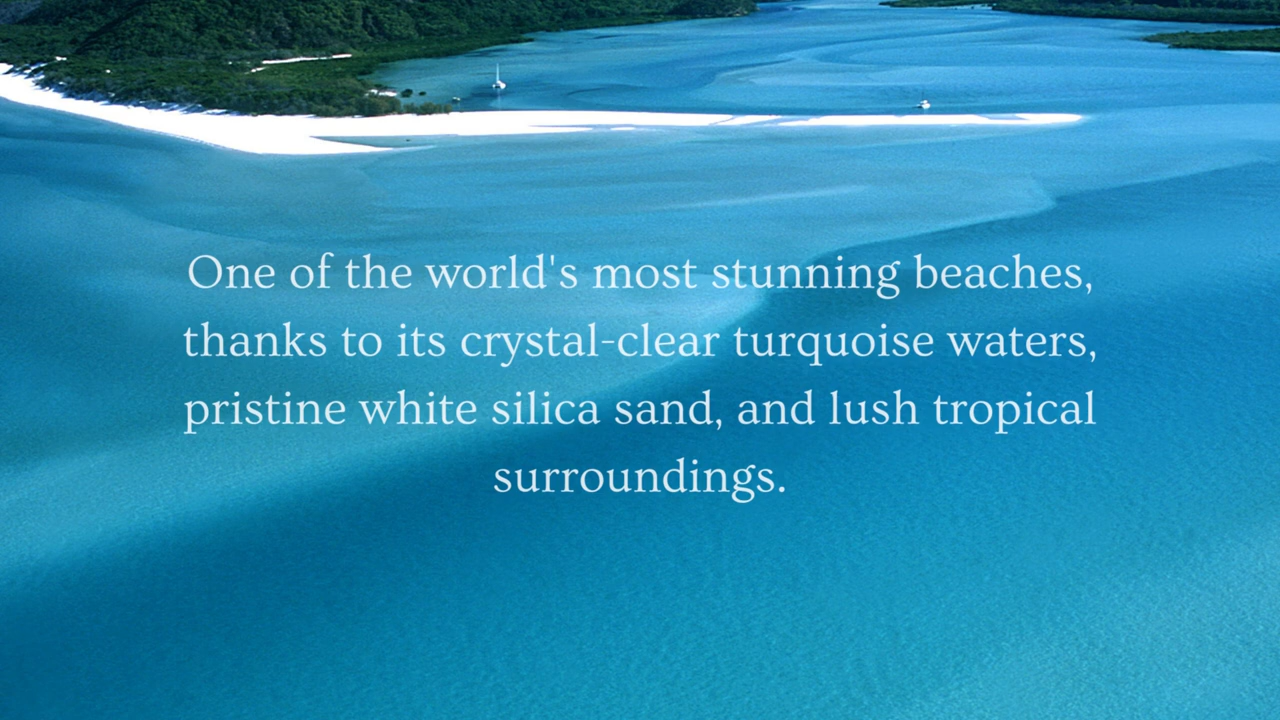 One of the world's most stunning beaches,
thanks to its crystal-clear turquoise waters,
pristine white silica sand, and lush tropical
surroundings.